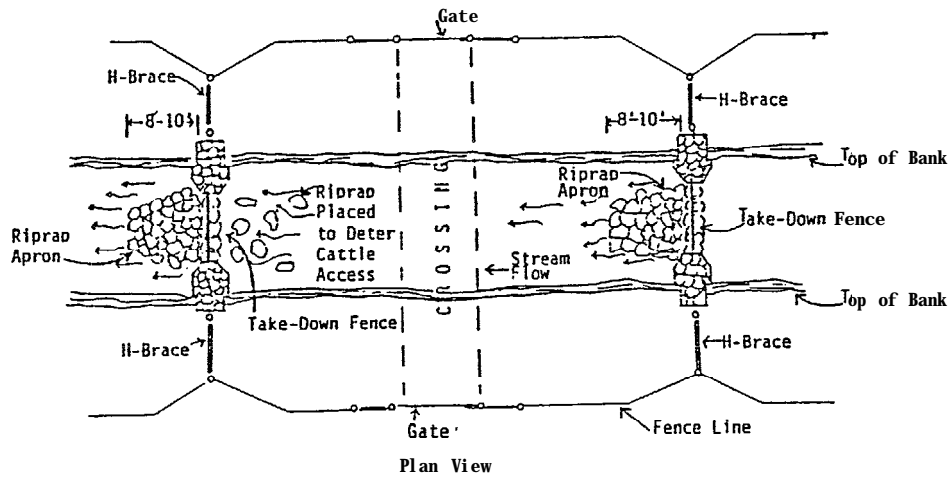 Gate
H-Brace
H-Brace
8'-10'
8'-10'
Top of Bank
Riprap
Apron
Riprap
Placed
to Deter
Cattle
Access
Riprap
Apron
CROSSING
Stream
Flow
Take-Down Fence
Take-Down Fence
Top of Bank
H-Brace
H-Brace
Gate
Fence Line
Plan View